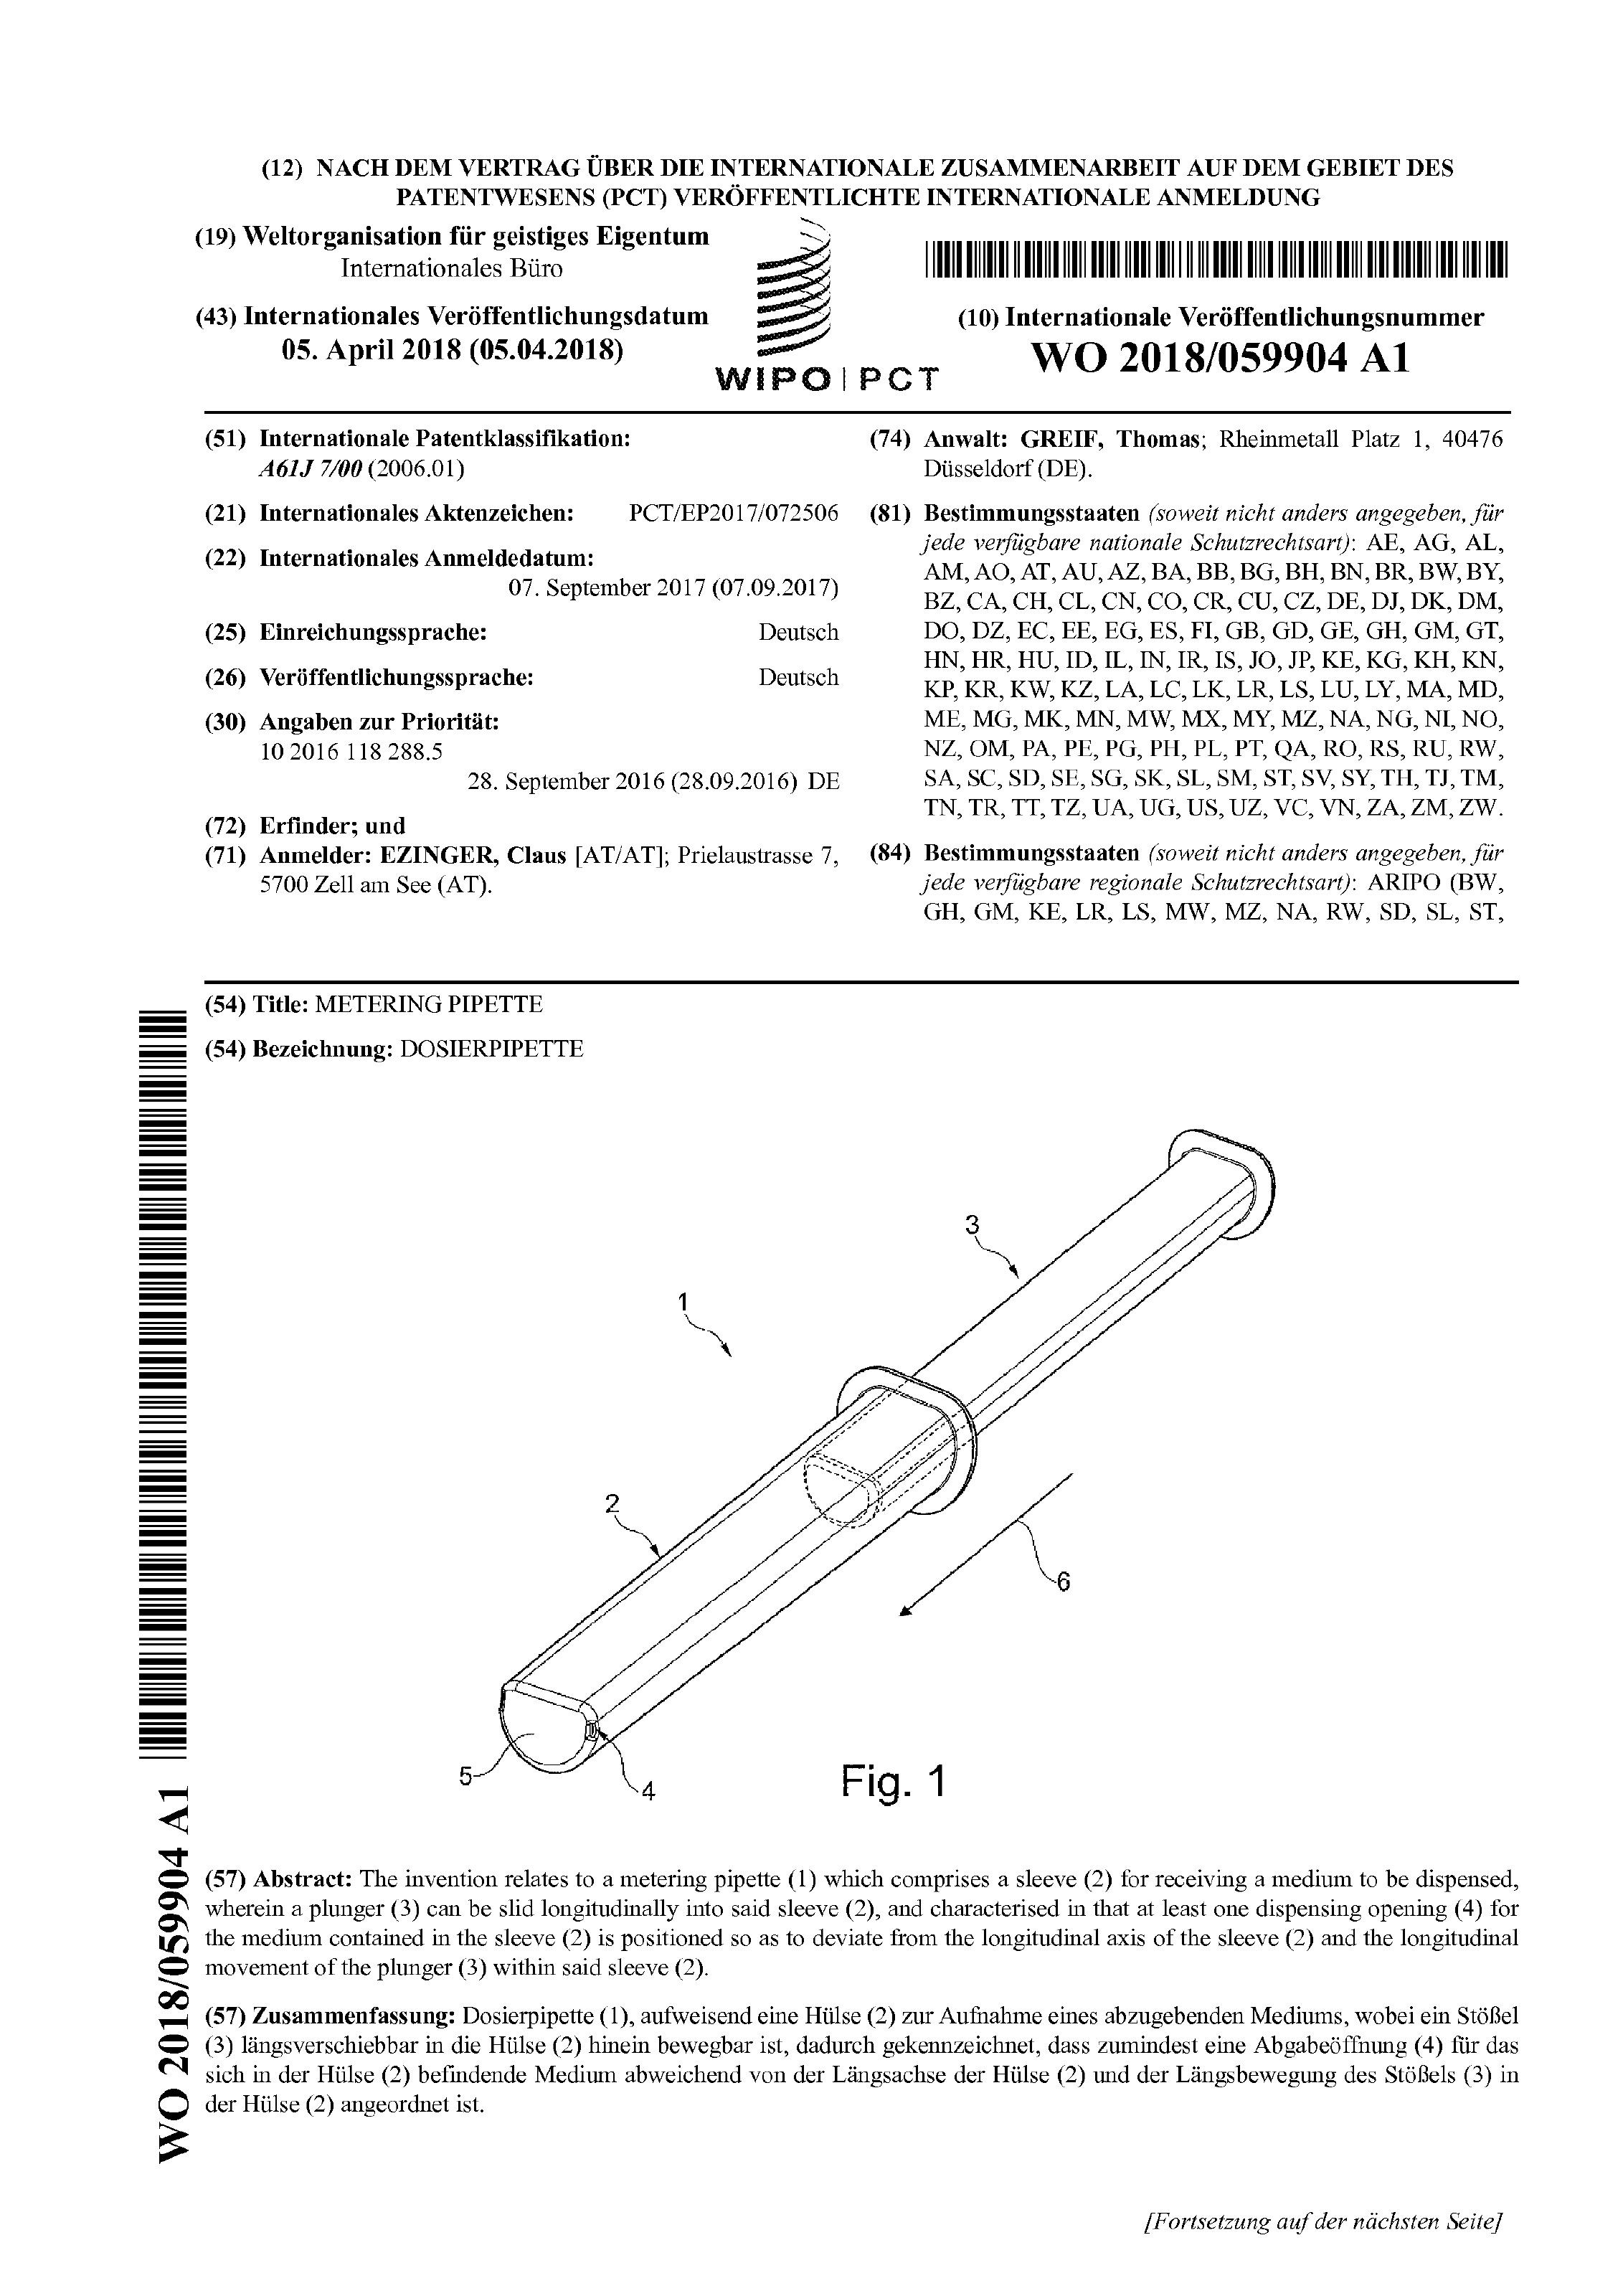 (12) NACH DEM VERTRAG ÜBER DIE INTERNATIONALE ZUSAMMENARBEIT AUF DEM GEBIET DES
PATENTWESENS (PCT) VERÖFFENTLICHTE INTERNATIONALE ANMELDUNG
(19) Weltorganisation für geistiges Eigentum
Internationales Büro
(43) Internationales Veröffentlichungsdatum
05. April 2018 (05.04.2018)
WIPO | PCT
(10) Internationale Veröffentlichungsnummer
WO 2018/059904 A1
(51) Internationale Patentklassifikation:
A61J 7/00 (2006.01)
(21) Internationales Aktenzeichen: PCT/EP2017/072506
(22) Internationales Anmeldedatum:
07. September 2017 (07.09.2017)
(25) Einreichungssprache: Deutsch
(26) Veröffentlichungssprache: Deutsch
(30) Angaben zur Priorität:
10 2016 118 288.5
28. September 2016 (28.09.2016) DE
(72) Erfinder; und
(71) Anmelder: EZINGER, Claus [AT/AT]; Prielaustrasse 7,
5700 Zell am See (AT).
(74) Anwalt: GREIF, Thomas; Rheinmetall Platz 1, 40476
Düsseldorf (DE).
(81) Bestimmungsstaaten (soweit nicht anders angegeben, für
jede verfügbare nationale Schutzrechtsart): AE, AG, AL,
AM, AO, AT, AU, AZ, BA, BB, BG, BH, BN, BR, BW, BY,
BZ, CA, CH, CL, CN, CO, CR, CU, CZ, DE, DJ, DK, DM,
DO, DZ, EC, EE, EG, ES, FI, GB, GD, GE, GH, GM, GT,
HN, HR, HU, ID, IL, IN, IR, IS, JO, JP, KE, KG, KH, KN,
KP, KR, KW, KZ, LA, LC, LK, LR, LS, LU, LY, MA, MD,
ME, MG, MK, MN, MW, MX, MY, MZ, NA, NG, NI, NO,
NZ, OM, PA, PE, PG, PH, PL, PT, QA, RO, RS, RU, RW,
SA, SC, SD, SE, SG, SK, SL, SM, ST, SV, SY, TH, TJ, TM,
TN, TR, TT, TZ, UA, UG, US, UZ, VC, VN, ZA, ZM, ZW.
(84) Bestimmungsstaaten (soweit nicht anders angegeben, für
jede verfügbare regionale Schutzrechtsart): ARIPO (BW,
GH, GM, KE, LR, LS, MW, MZ, NA, RW, SD, SL, ST,
(54) Title: METERING PIPETTE
(54) Bezeichnung: DOSIERPIPETTE
3
1
2
6
5
4
Fig. 1
(57) Abstract: The invention relates to a metering pipette (1) which comprises a sleeve (2) for receiving a medium to be dispensed,
wherein a plunger (3) can be slid longitudinally into said sleeve (2), and characterised in that at least one dispensing opening (4) for
the medium contained in the sleeve (2) is positioned so as to deviate from the longitudinal axis of the sleeve (2) and the longitudinal
movement of the plunger (3) within said sleeve (2).
(57) Zusammenfassung: Dosierpipette (1), aufweisend eine Hülse (2) zur Aufnahme eines abzugebenden Mediums, wobei ein Stößel
(3) längsverschiebbar in die Hülse (2) hinein bewegbar ist, dadurch gekennzeichnet, dass zumindest eine Abgabeöffnung (4) für das
sich in der Hülse (2) befindende Medium abweichend von der Längsachse der Hülse (2) und der Längsbewegung des Stößels (3) in
der Hülse (2) angeordnet ist.
WO 2018/059904 A1
[Fortsetzung auf der nächsten Seite]